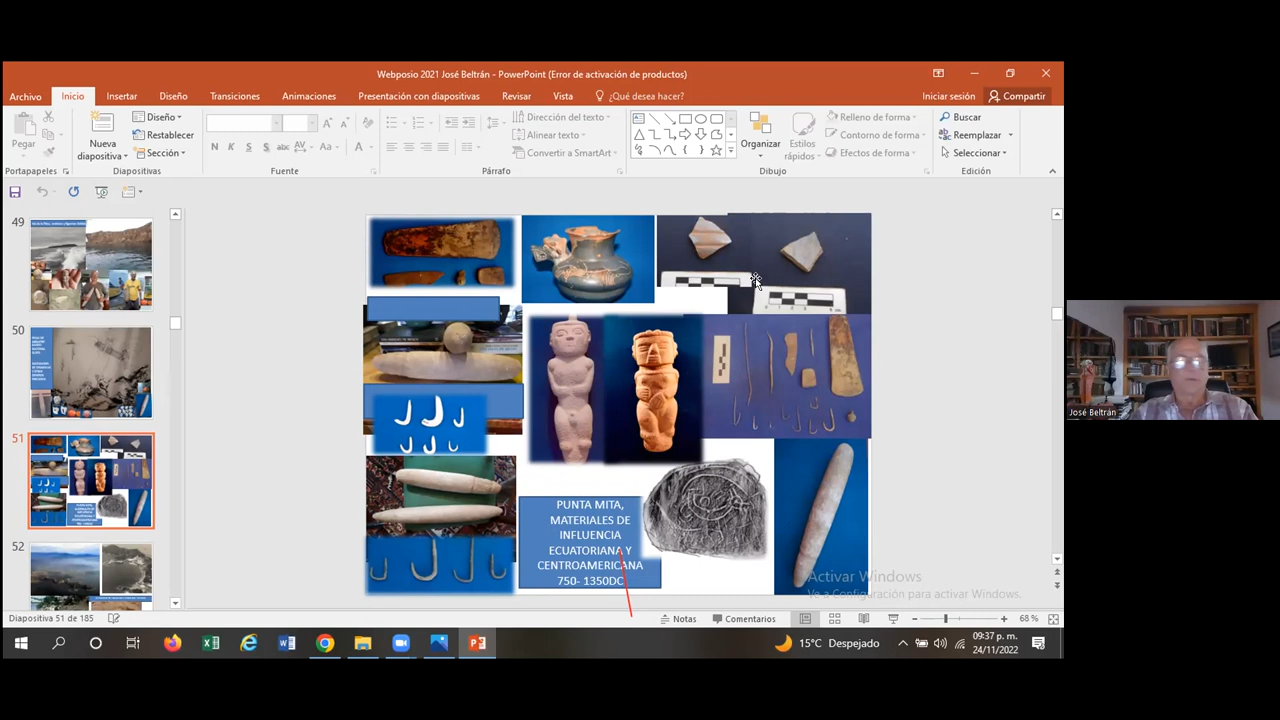 Webposio 2021 José Beltrán - PowerPoint (Error de activación de productos)
Archivo Inicio Insertar Diseño Transiciones Animaciones Presentación con diapositivas Revisar Vista ¿Qué desea hacer? Iniciar sesión Compartir
Pegar
Nueva diapositiva
Diseño
Restablecer
Sección
N K S S abc AV Aa A
Dirección del texto
Alinear texto
Convertir a SmartArt
Organizar
Estilos rápidos
Relleno de forma
Contorno de forma
Efectos de forma
Buscar
Reemplazar
Seleccionar
Portapapeles Diapositivas Fuente Párrafo Dibujo Edición
49
50
51
52
PUNTA MITA,
MATERIALES DE
INFLUENCIA
ECUATORIANA Y
CENTROAMERICANA
750- 1350DC
Activar Windows
Ve a Configuración para activar Windows.
José Beltrán
Diapositiva 51 de 185 Notas Comentarios 68 %
15°C Despejado
09:37 p. m.
24/11/2022